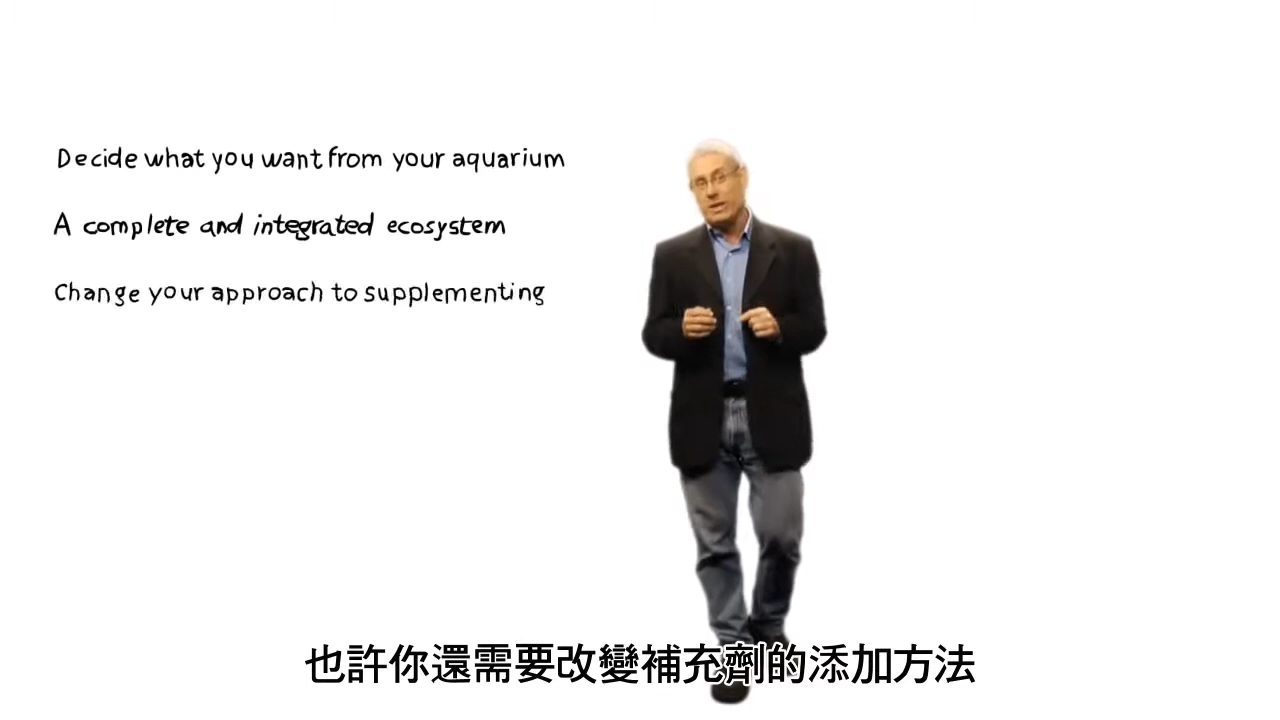 Decide what you want from your aquarium
A complete and integrated ecosystem
Change your approach to supplementing
也許你還需要改變補充劑的添加方法